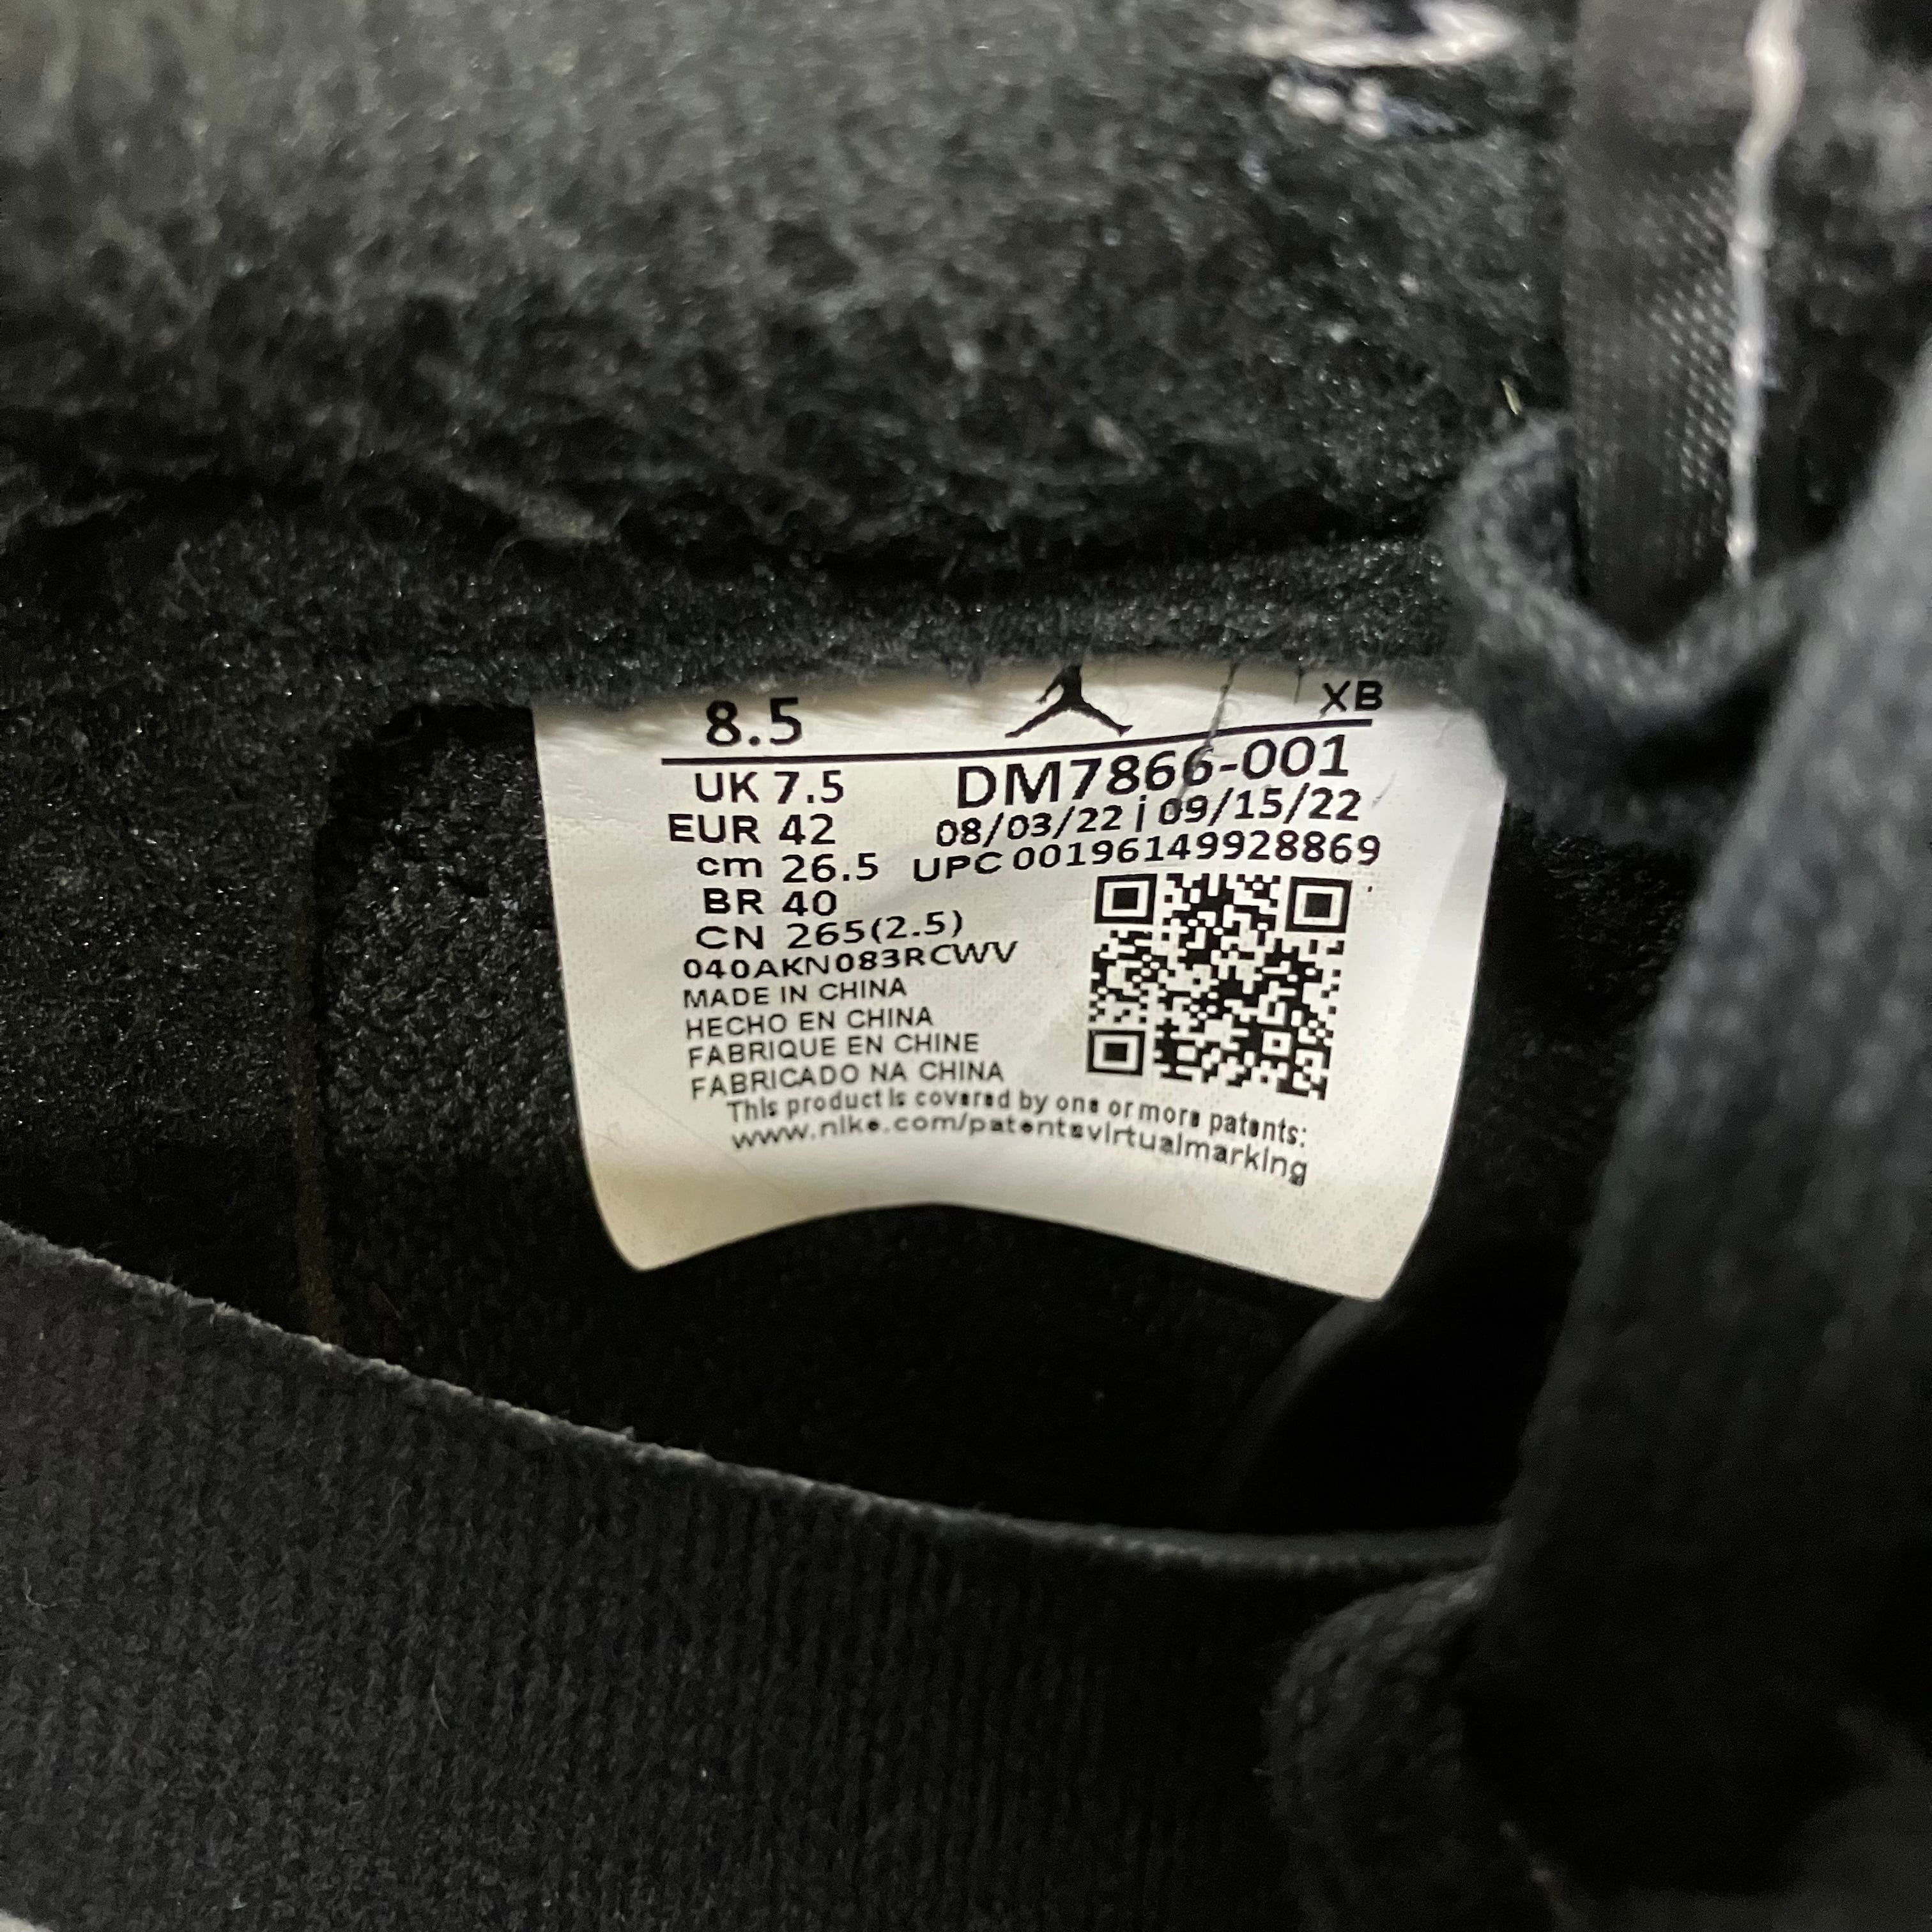 8.5 XB
UK 7.5 DM7866-001
EUR 42 08/03/22 | 09/15/22
cm 26.5 UPC 00196149928869
BR 40
CN 265(2.5)
040AKN083RCWV
MADE IN CHINA
HECHO EN CHINA
FABRIQUE EN CHINE
FABRICADO NA CHINA
This product is covered by one or more patents:
www.nike.com/patentsvirtualmarking